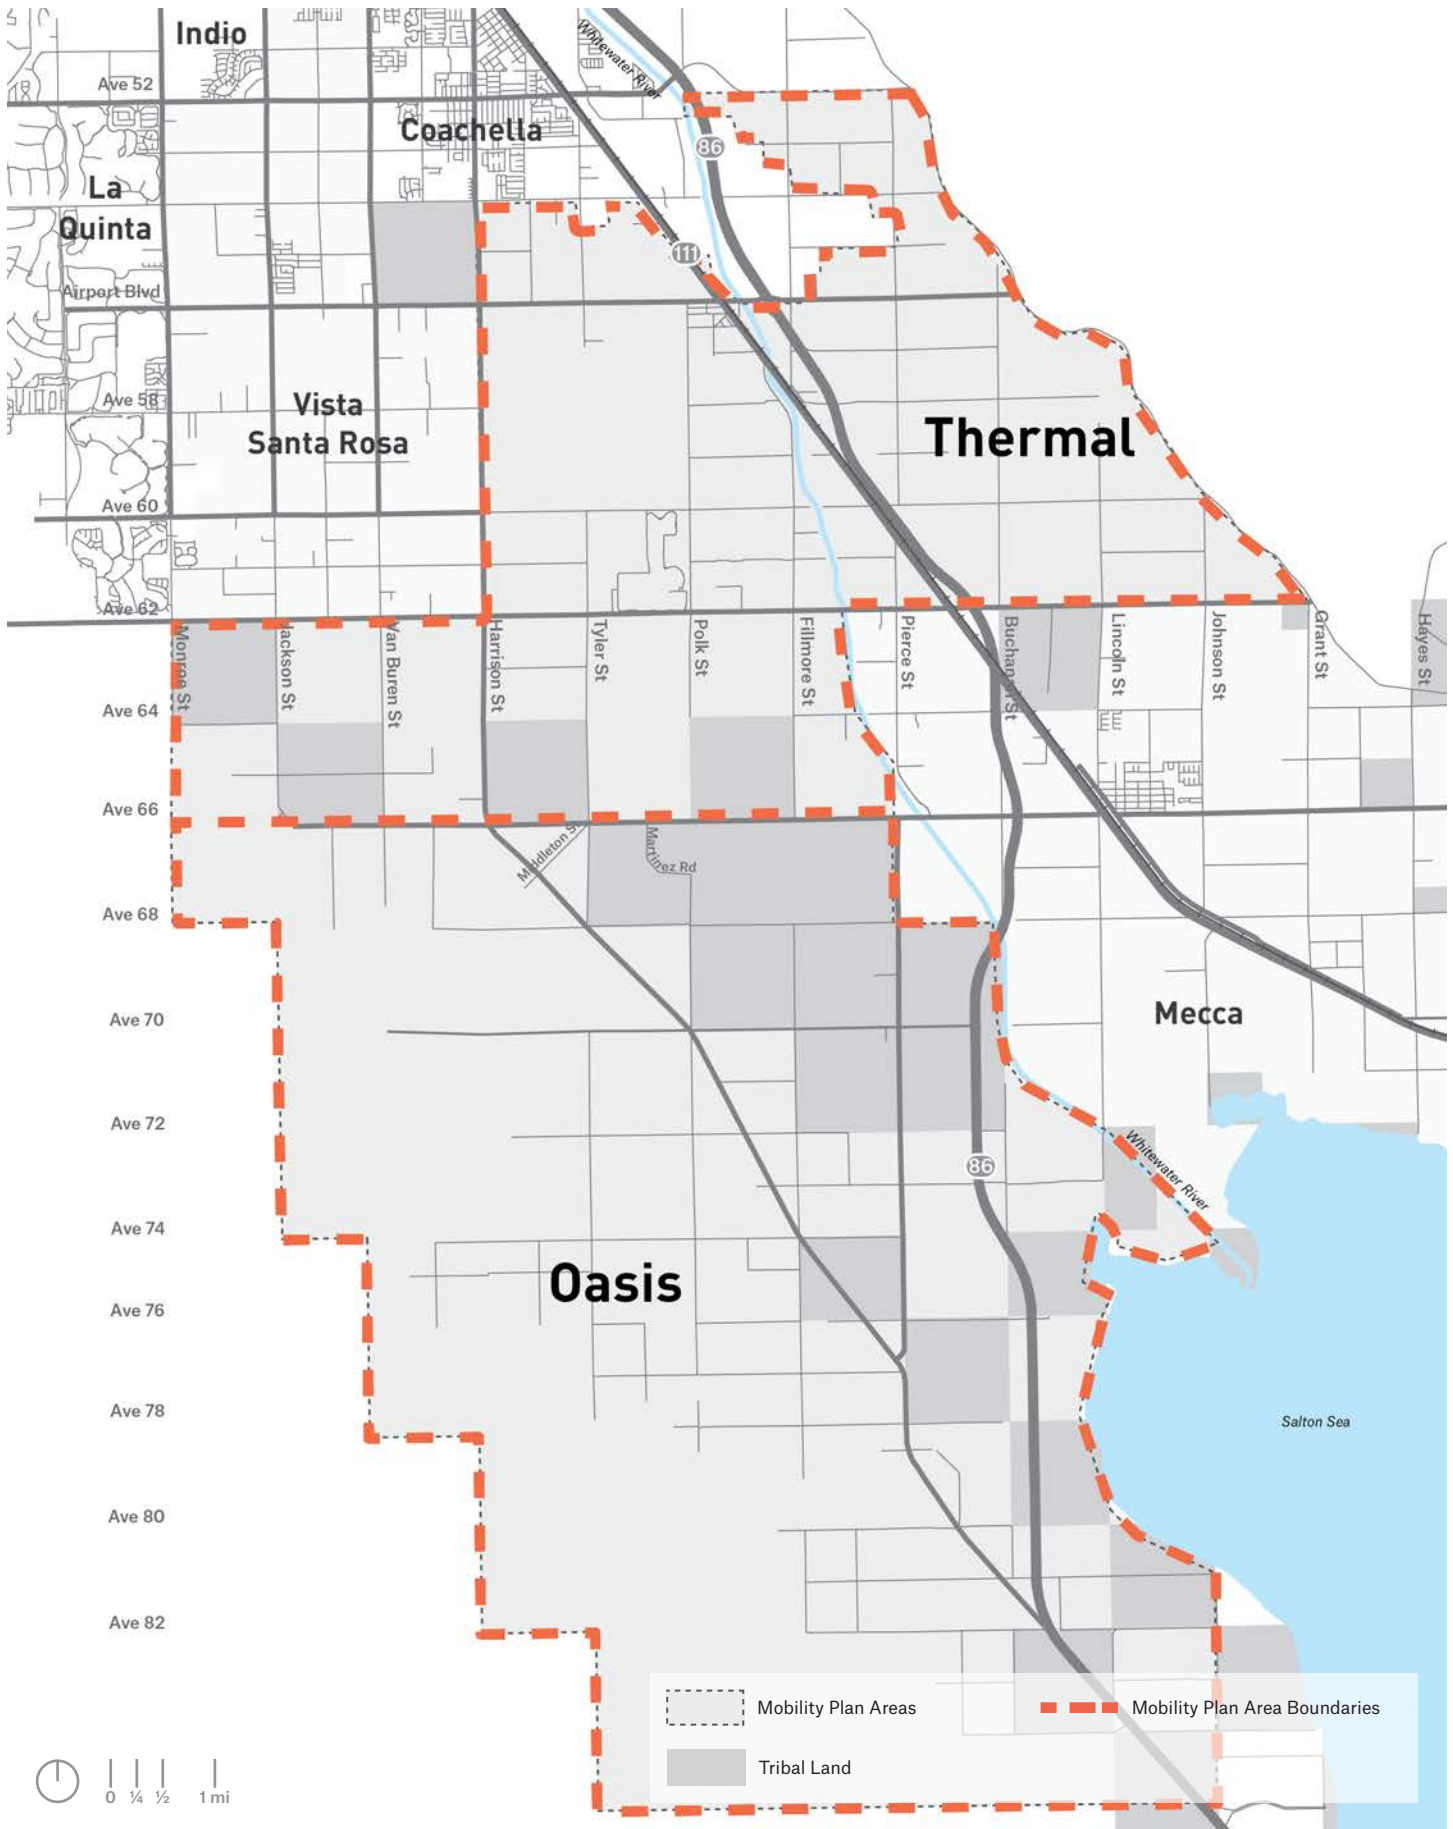 Indio
Whitewater River
Ave 52
Coachella
86
La
Quinta
111
Airport Blvd
Ave 58
Vista
Santa Rosa
Thermal
Ave 60
Ave 62
Monroe St
Jackson St
Van Buren St
Harrison St
Tyler St
Polk St
Fillmore St
Pierce St
Buchanan St
Lincoln St
Johnson St
Grant St
Hayes St
Ave 64
Ave 66
Middleton St
Martinez Rd
Ave 68
Ave 70
Mecca
Ave 72
Whitewater River
86
Ave 74
Oasis
Ave 76
Ave 78
Salton Sea
Ave 80
Ave 82
Mobility Plan Areas
Mobility Plan Area Boundaries
Tribal Land
0 ¼ ½ 1 mi